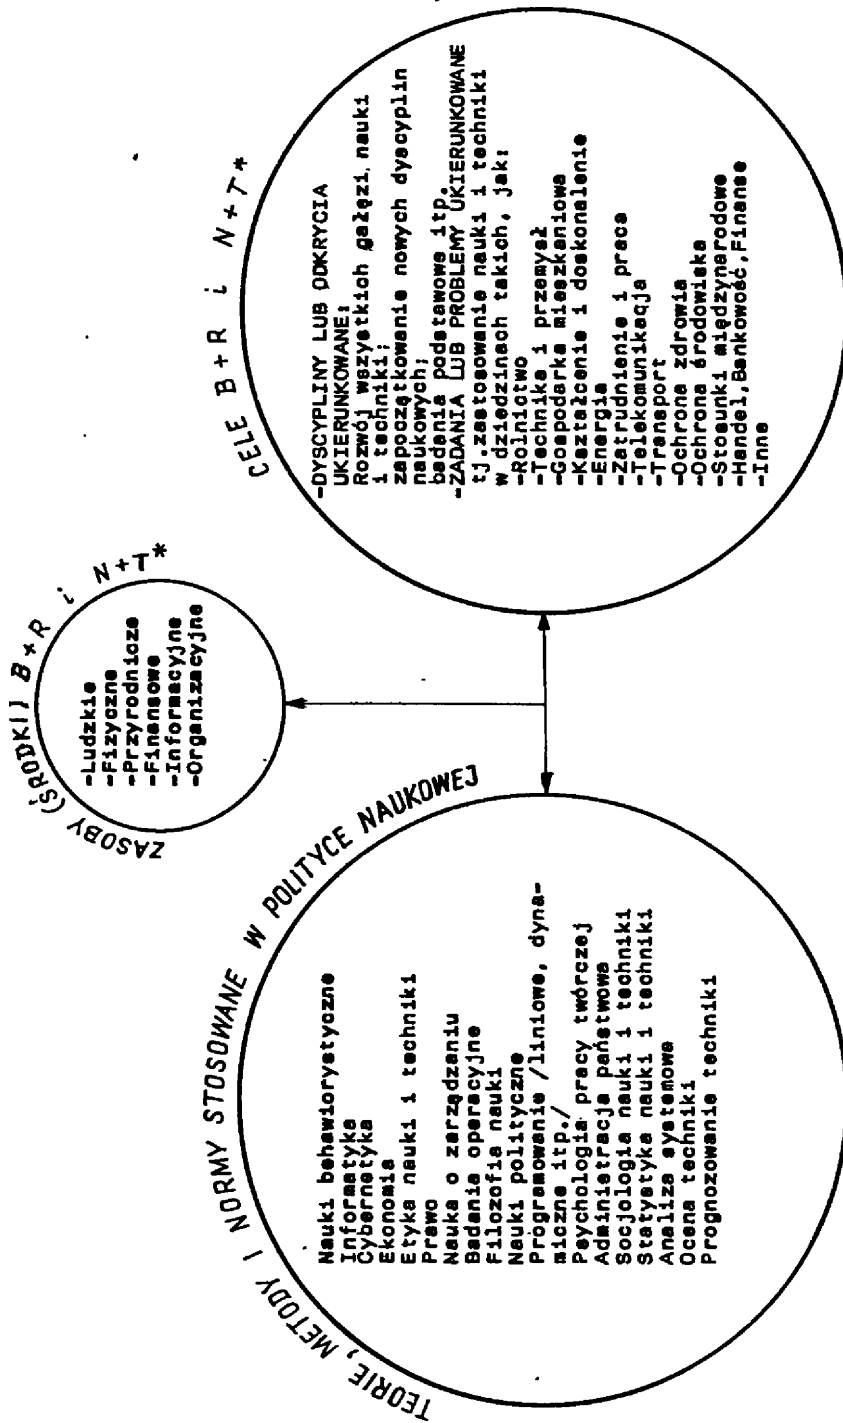 TEORIE, METODY I NORMY STOSOWANE W POLITYCE NAUKOWEJ
Nauki behawiorystyczne
Informatyka
Cybernetyka
Ekonomia
Etyka nauki i techniki
Prawo
Nauka o zarządzaniu
Badania operacyjne
Filozofia nauki
Nauki polityczne
Programowanie /liniowe, dyna-
miczne itp./
Psychologia pracy twórczej
Administracja państwowa
Socjologia nauki i techniki
Statystyka nauki i techniki
Analiza systemowa
Ocena techniki
Prognozowanie techniki
ZASOBY (ŚRODKI) B+R i N+T*
-Ludzkie
-Fizyczne
-Przyrodnicze
-Finansowe
-Informacyjne
-Organizacyjne
CELE B+R i N+T*
-DYSCYPLINY LUB ODKRYCIA
UKIERUNKOWANE:
Rozwój wszystkich gałęzi nauki
i techniki;
zapoczątkowanie nowych dyscyplin
naukowych;
badania podstawowe itp.
-ZADANIA LUB PROBLEMY UKIERUNKOWANE
tj.zastosowanie nauki i techniki
w dziedzinach takich, jak:
-Rolnictwo
-Technika i przemysł
-Gospodarka mieszkaniowa
-Kształcenie i doskonalenie
-Energia
-Zatrudnienie i praca
-Telekomunikacja
-Transport
-Ochrona zdrowia
-Ochrona środowiska
-Stosunki międzynarodowe
-Handel,Bankowość,Finanse
-Inne